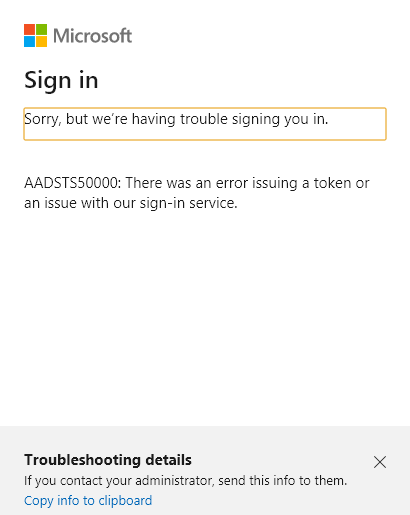 Microsoft
Sign in
Sorry, but we’re having trouble signing you in.
AADSTS50000: There was an error issuing a token or
an issue with our sign-in service.
Troubleshooting details
If you contact your administrator, send this info to them.
Copy info to clipboard